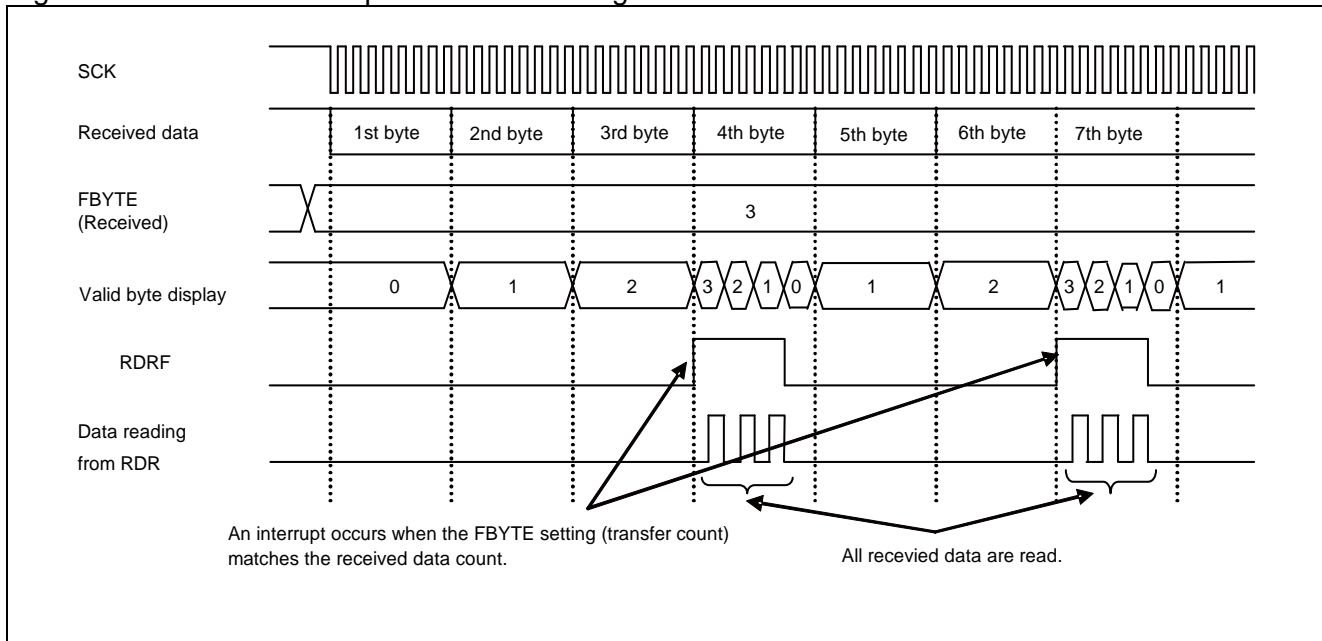 SCK
Received data
1st byte 2nd byte 3rd byte 4th byte 5th byte 6th byte 7th byte
FBYTE
(Received)
3
Valid byte display
0 1 2 3 2 1 0 1 2 3 2 1 0 1
RDRF
Data reading
from RDR
An interrupt occurs when the FBYTE setting (transfer count)
matches the received data count.
All recevied data are read.